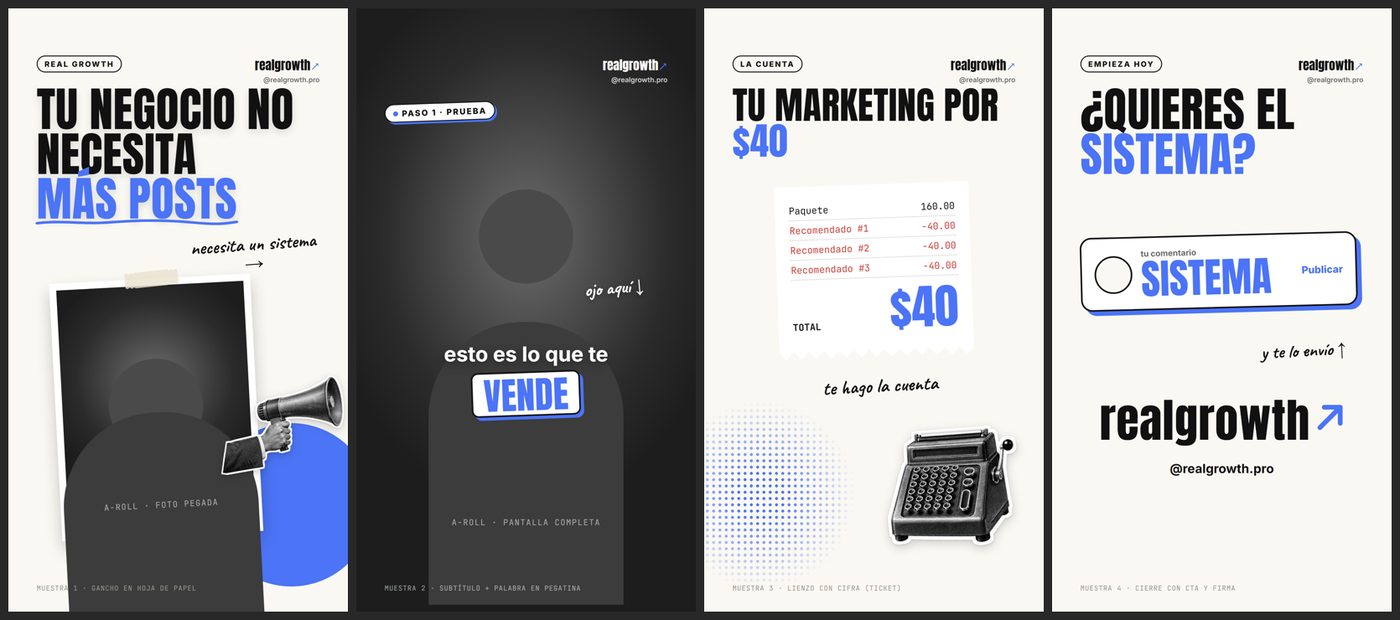 REAL GROWTH
realgrowth↗
@realgrowth.pro
TU NEGOCIO NO
NECESITA
MÁS POSTS
necesita un sistema
→
A-ROLL · FOTO PEGADA
MUESTRA 1 · GANCHO EN HOJA DE PAPEL
realgrowth↗
@realgrowth.pro
PASO 1 · PRUEBA
ojo aquí ↓
esto es lo que te
VENDE
A-ROLL · PANTALLA COMPLETA
MUESTRA 2 · SUBTÍTULO + PALABRA EN PEGATINA
LA CUENTA
realgrowth↗
@realgrowth.pro
TU MARKETING POR
$40
Paquete 160.00
Recomendado #1 -40.00
Recomendado #2 -40.00
Recomendado #3 -40.00
TOTAL $40
te hago la cuenta
MUESTRA 3 · LIENZO CON CIFRA (TICKET)
EMPIEZA HOY
realgrowth↗
@realgrowth.pro
¿QUIERES EL
SISTEMA?
tu comentario
SISTEMA
Publicar
y te lo envío ↑
realgrowth↗
@realgrowth.pro
MUESTRA 4 · CIERRE CON CTA Y FIRMA